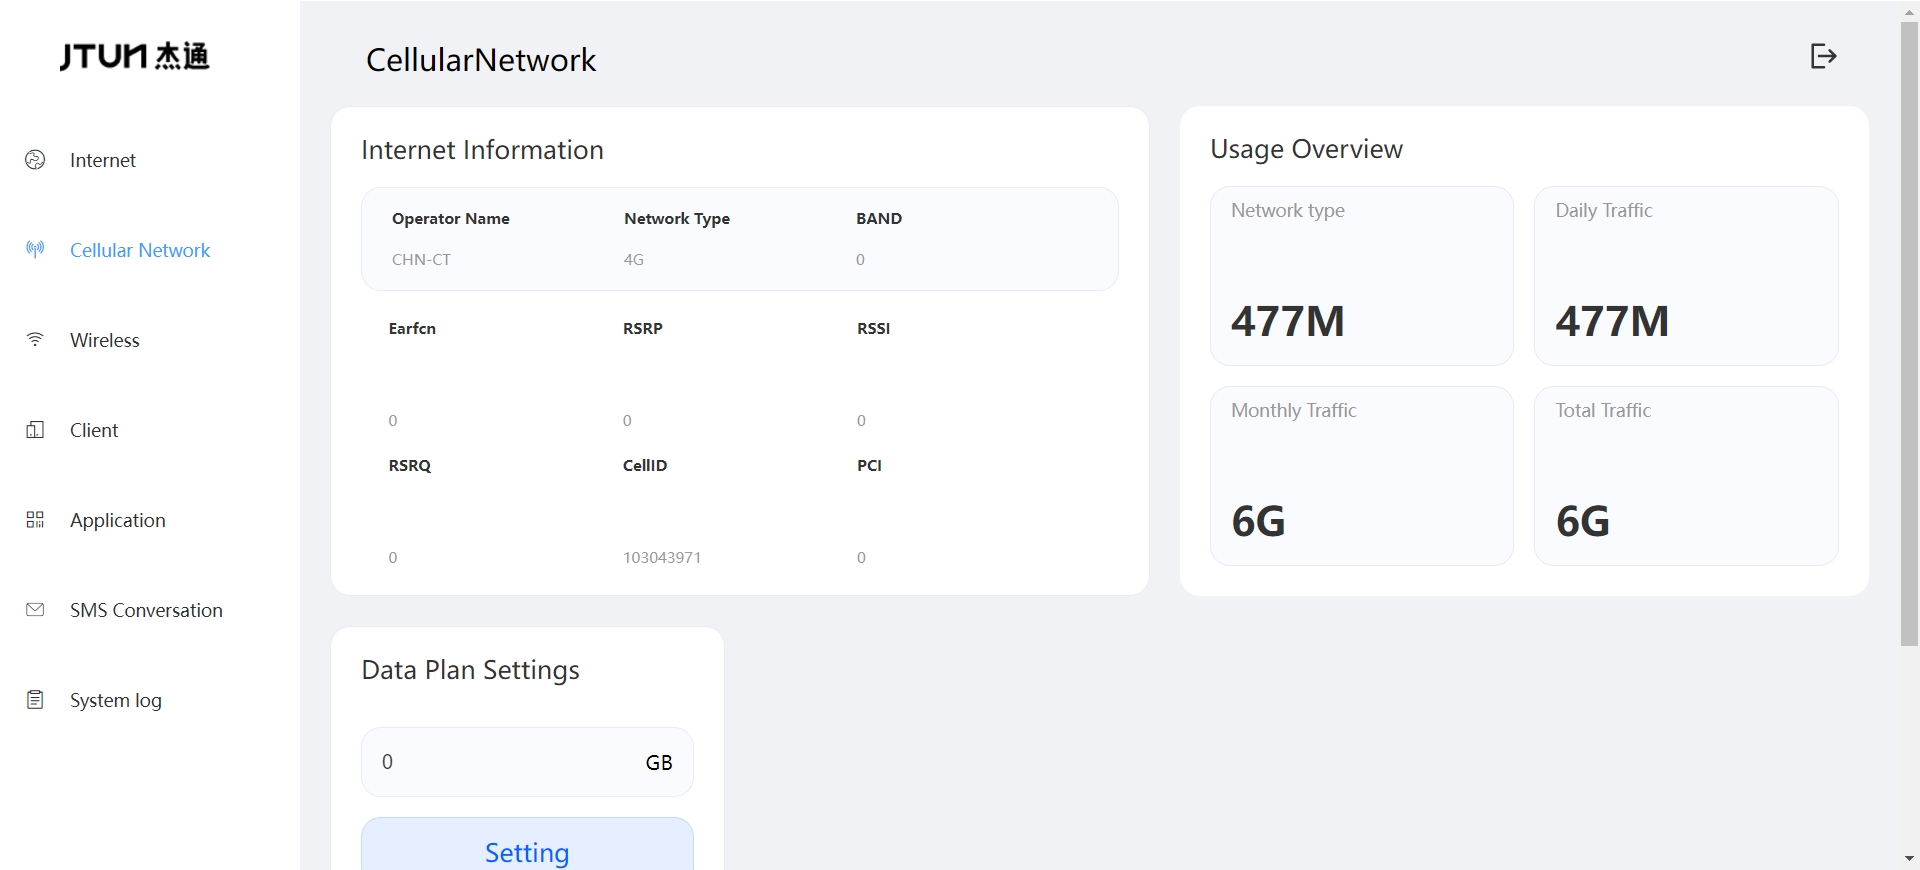 JTUN 杰通
Internet
Cellular Network
Wireless
Client
Application
SMS Conversation
System log
CellularNetwork
Internet Information
Operator Name Network Type BAND
CHN-CT 4G 0
Earfcn RSRP RSSI
0 0 0
RSRQ CellID PCI
0 103043971 0
Usage Overview
Network type Daily Traffic
477M 477M
Monthly Traffic Total Traffic
6G 6G
Data Plan Settings
0 GB
Setting